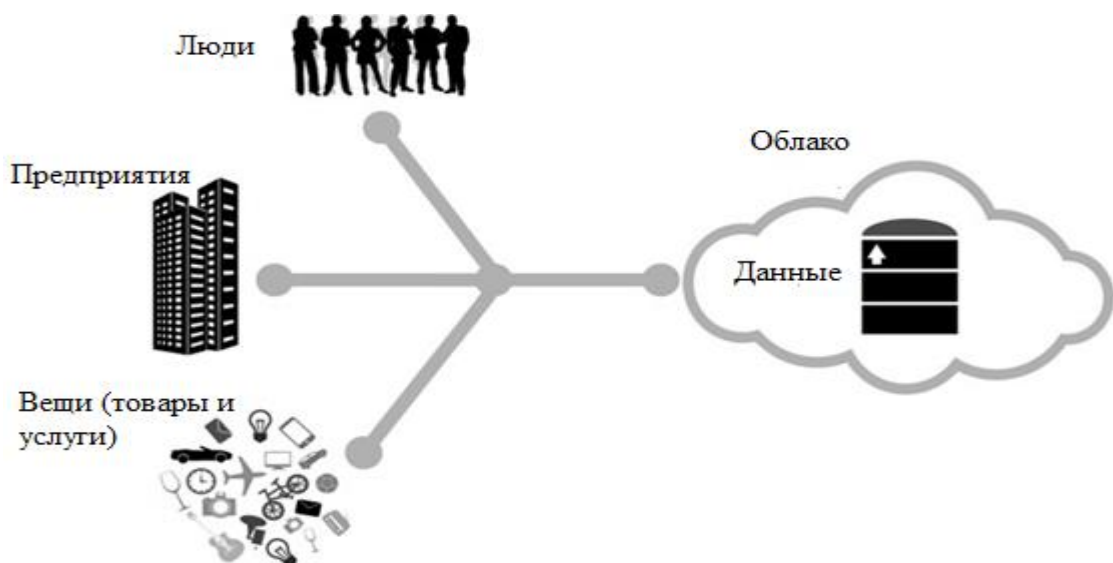 Люди
Предприятия
Вещи (товары и
услуги)
Облако
Данные